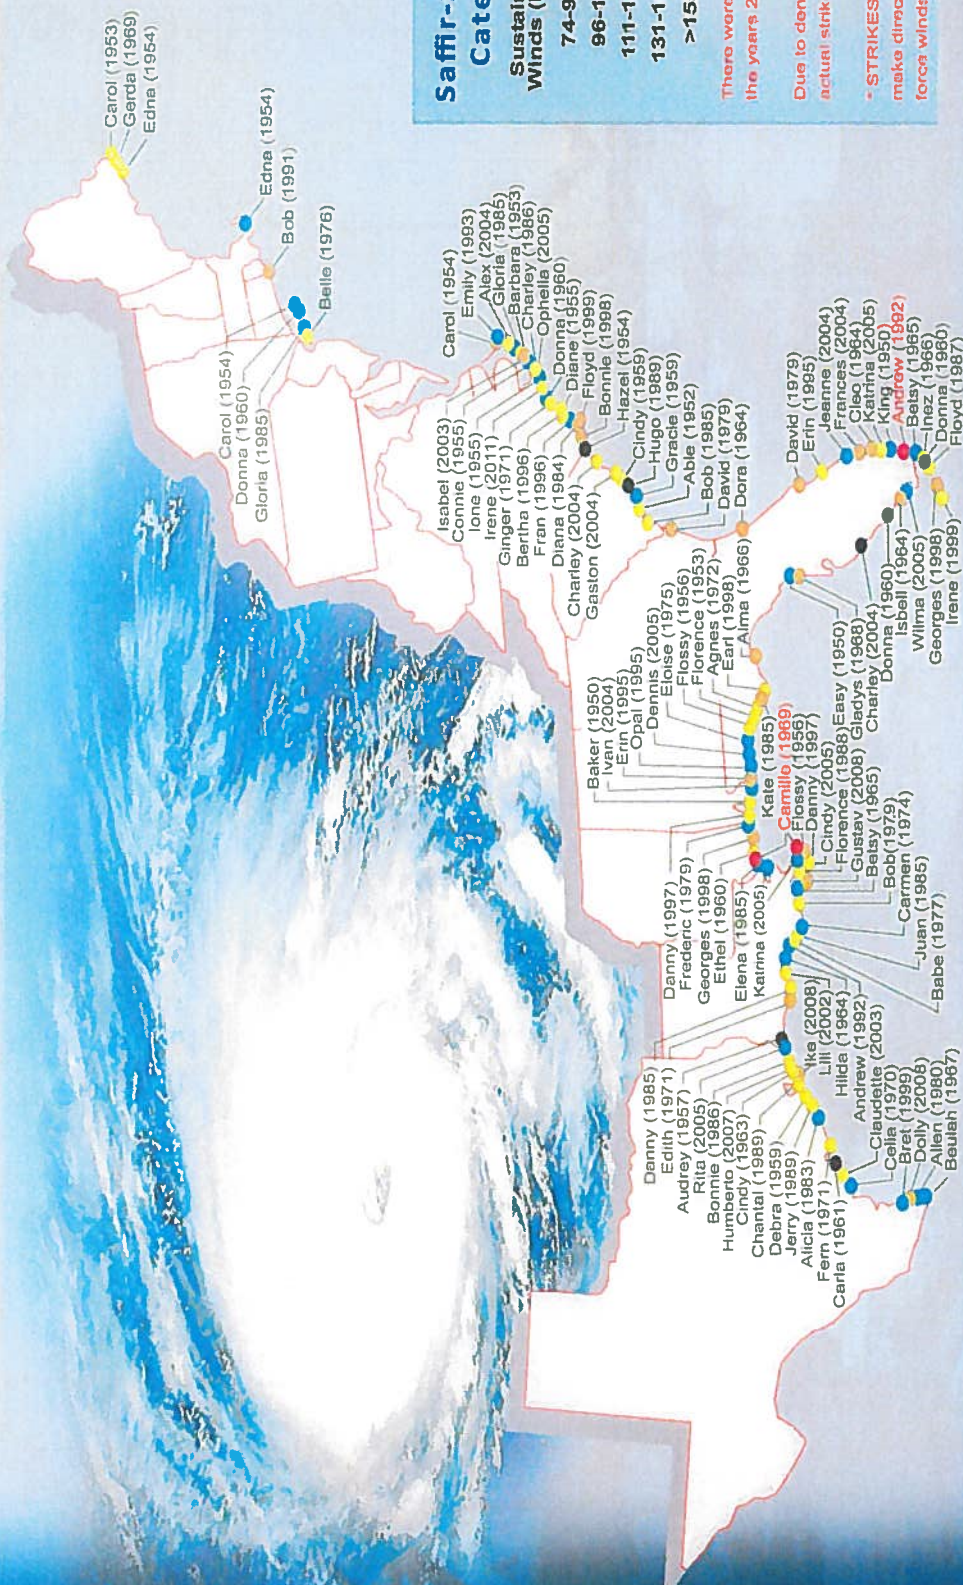 Carol (1953)
Gerda (1969)
Edna (1954)
Edna (1954)
Bob (1991)
Belle (1976)
Carol (1954)
Donna (1960)
Gloria (1985)
Carol (1954)
Emily (1993)
Alex (2004)
Gloria (1985)
Barbara (1953)
Charley (1986)
Ophelia (2005)
Donna (1960)
Diane (1955)
Floyd (1999)
Bonnie (1998)
Hazel (1954)
Cindy (1959)
Hugo (1989)
Gracie (1959)
Able (1952)
Bob (1985)
David (1979)
Dora (1964)
Isabel (2003)
Connie (1955)
Ione (1955)
Irene (2011)
Ginger (1971)
Bertha (1996)
Fran (1996)
Diana (1984)
Charley (2004)
Gaston (2004)
David (1979)
Erin (1995)
Jeanne (2004)
Frances (2004)
Cleo (1964)
Katrina (2005)
King (1950)
Andrew (1992)
Betsy (1965)
Inez (1966)
Donna (1960)
Floyd (1987)
Baker (1950)
Ivan (2004)
Erin (1995)
Opal (1995)
Dennis (2005)
Eloise (1975)
Flossy (1956)
Florence (1953)
Agnes (1972)
Earl (1998)
Alma (1966)
Easy (1950)
Gladys (1968)
Charley (2004)
Donna (1960)
Isbell (1964)
Wilma (2005)
Georges (1998)
Irene (1999)
Kate (1985)
Camille (1969)
Flossy (1956)
Danny (1997)
Cindy (2005)
Florence (1988)
Gustav (2008)
Betsy (1965)
Bob(1979)
Carmen (1974)
Juan (1985)
Babe (1977)
Danny (1997)
Frederic (1979)
Georges (1998)
Ethel (1960)
Elena (1985)
Katrina (2005)
Danny (1985)
Edith (1971)
Audrey (1957)
Rita (2005)
Bonnie (1986)
Humberto (2007)
Cindy (1963)
Chantal (1989)
Debra (1959)
Jerry (1989)
Alicia (1983)
Fern (1971)
Carla (1961)
Ike (2008)
Lili (2002)
Hilda (1964)
Andrew (1992)
Claudette (2003)
Celia (1970)
Bret (1999)
Dolly (2008)
Allen (1980)
Beulah (1967)
Saffir-
Cate
Sustai
Winds (
74-9
96-1
111-1
131-1
>15
There were
the years 2
Due to den
actual strik
* STRIKES
make direc
force winds